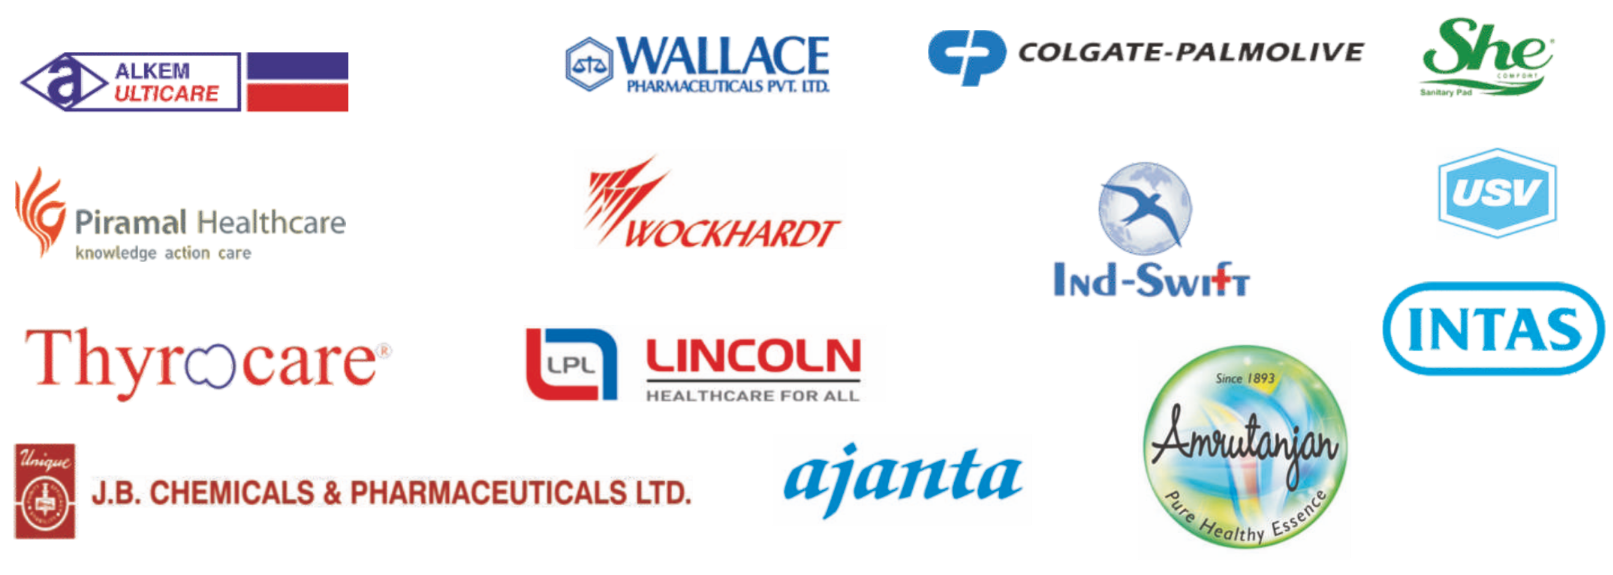 a
ALKEM
ULTICARE
WALLACE
PHARMACEUTICALS PVT. LTD.
CP
COLGATE-PALMOLIVE
She®
COMFORT
Sanitary Pad
Piramal Healthcare
knowledge action care
WOCKHARDT
Ind-Swift
USV
Thyrocare®
LPL
LINCOLN
HEALTHCARE FOR ALL
INTAS
Since 1893
Amrutanjan
Pure Healthy Essence
Unique
J.B. CHEMICALS & PHARMACEUTICALS LTD.
ajanta